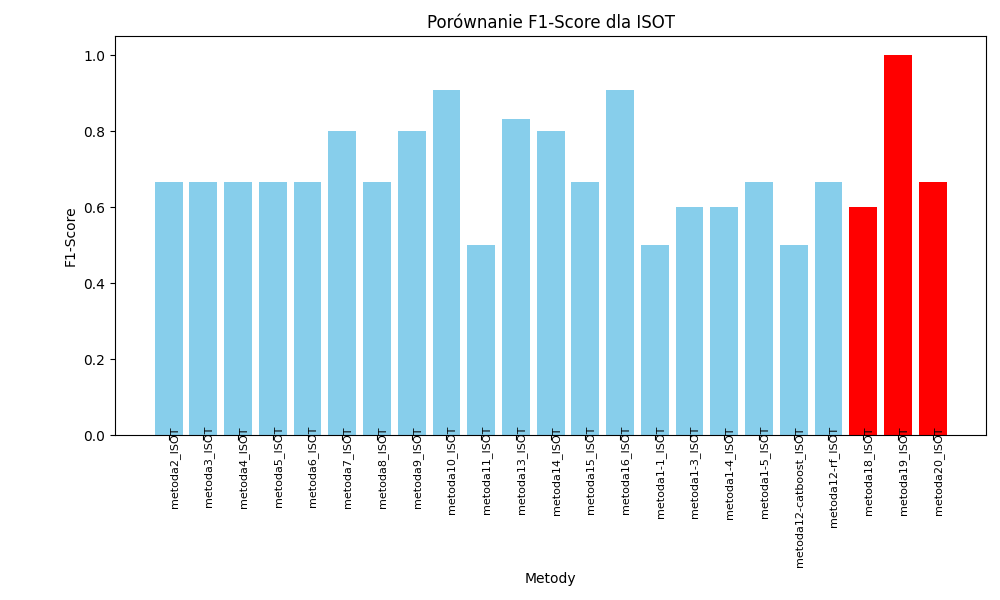 Porównanie F1-Score dla ISOT
F1-Score
1.0
0.8
0.6
0.4
0.2
0.0
metoda2_ISOT
metoda3_ISOT
metoda4_ISOT
metoda5_ISOT
metoda6_ISOT
metoda7_ISOT
metoda8_ISOT
metoda9_ISOT
metoda10_ISOT
metoda11_ISOT
metoda13_ISOT
metoda14_ISOT
metoda15_ISOT
metoda16_ISOT
metoda1-1_ISOT
metoda1-3_ISOT
metoda1-4_ISOT
metoda1-5_ISOT
metoda12-catboost_ISOT
metoda12-rf_ISOT
metoda18_ISOT
metoda19_ISOT
metoda20_ISOT
Metody